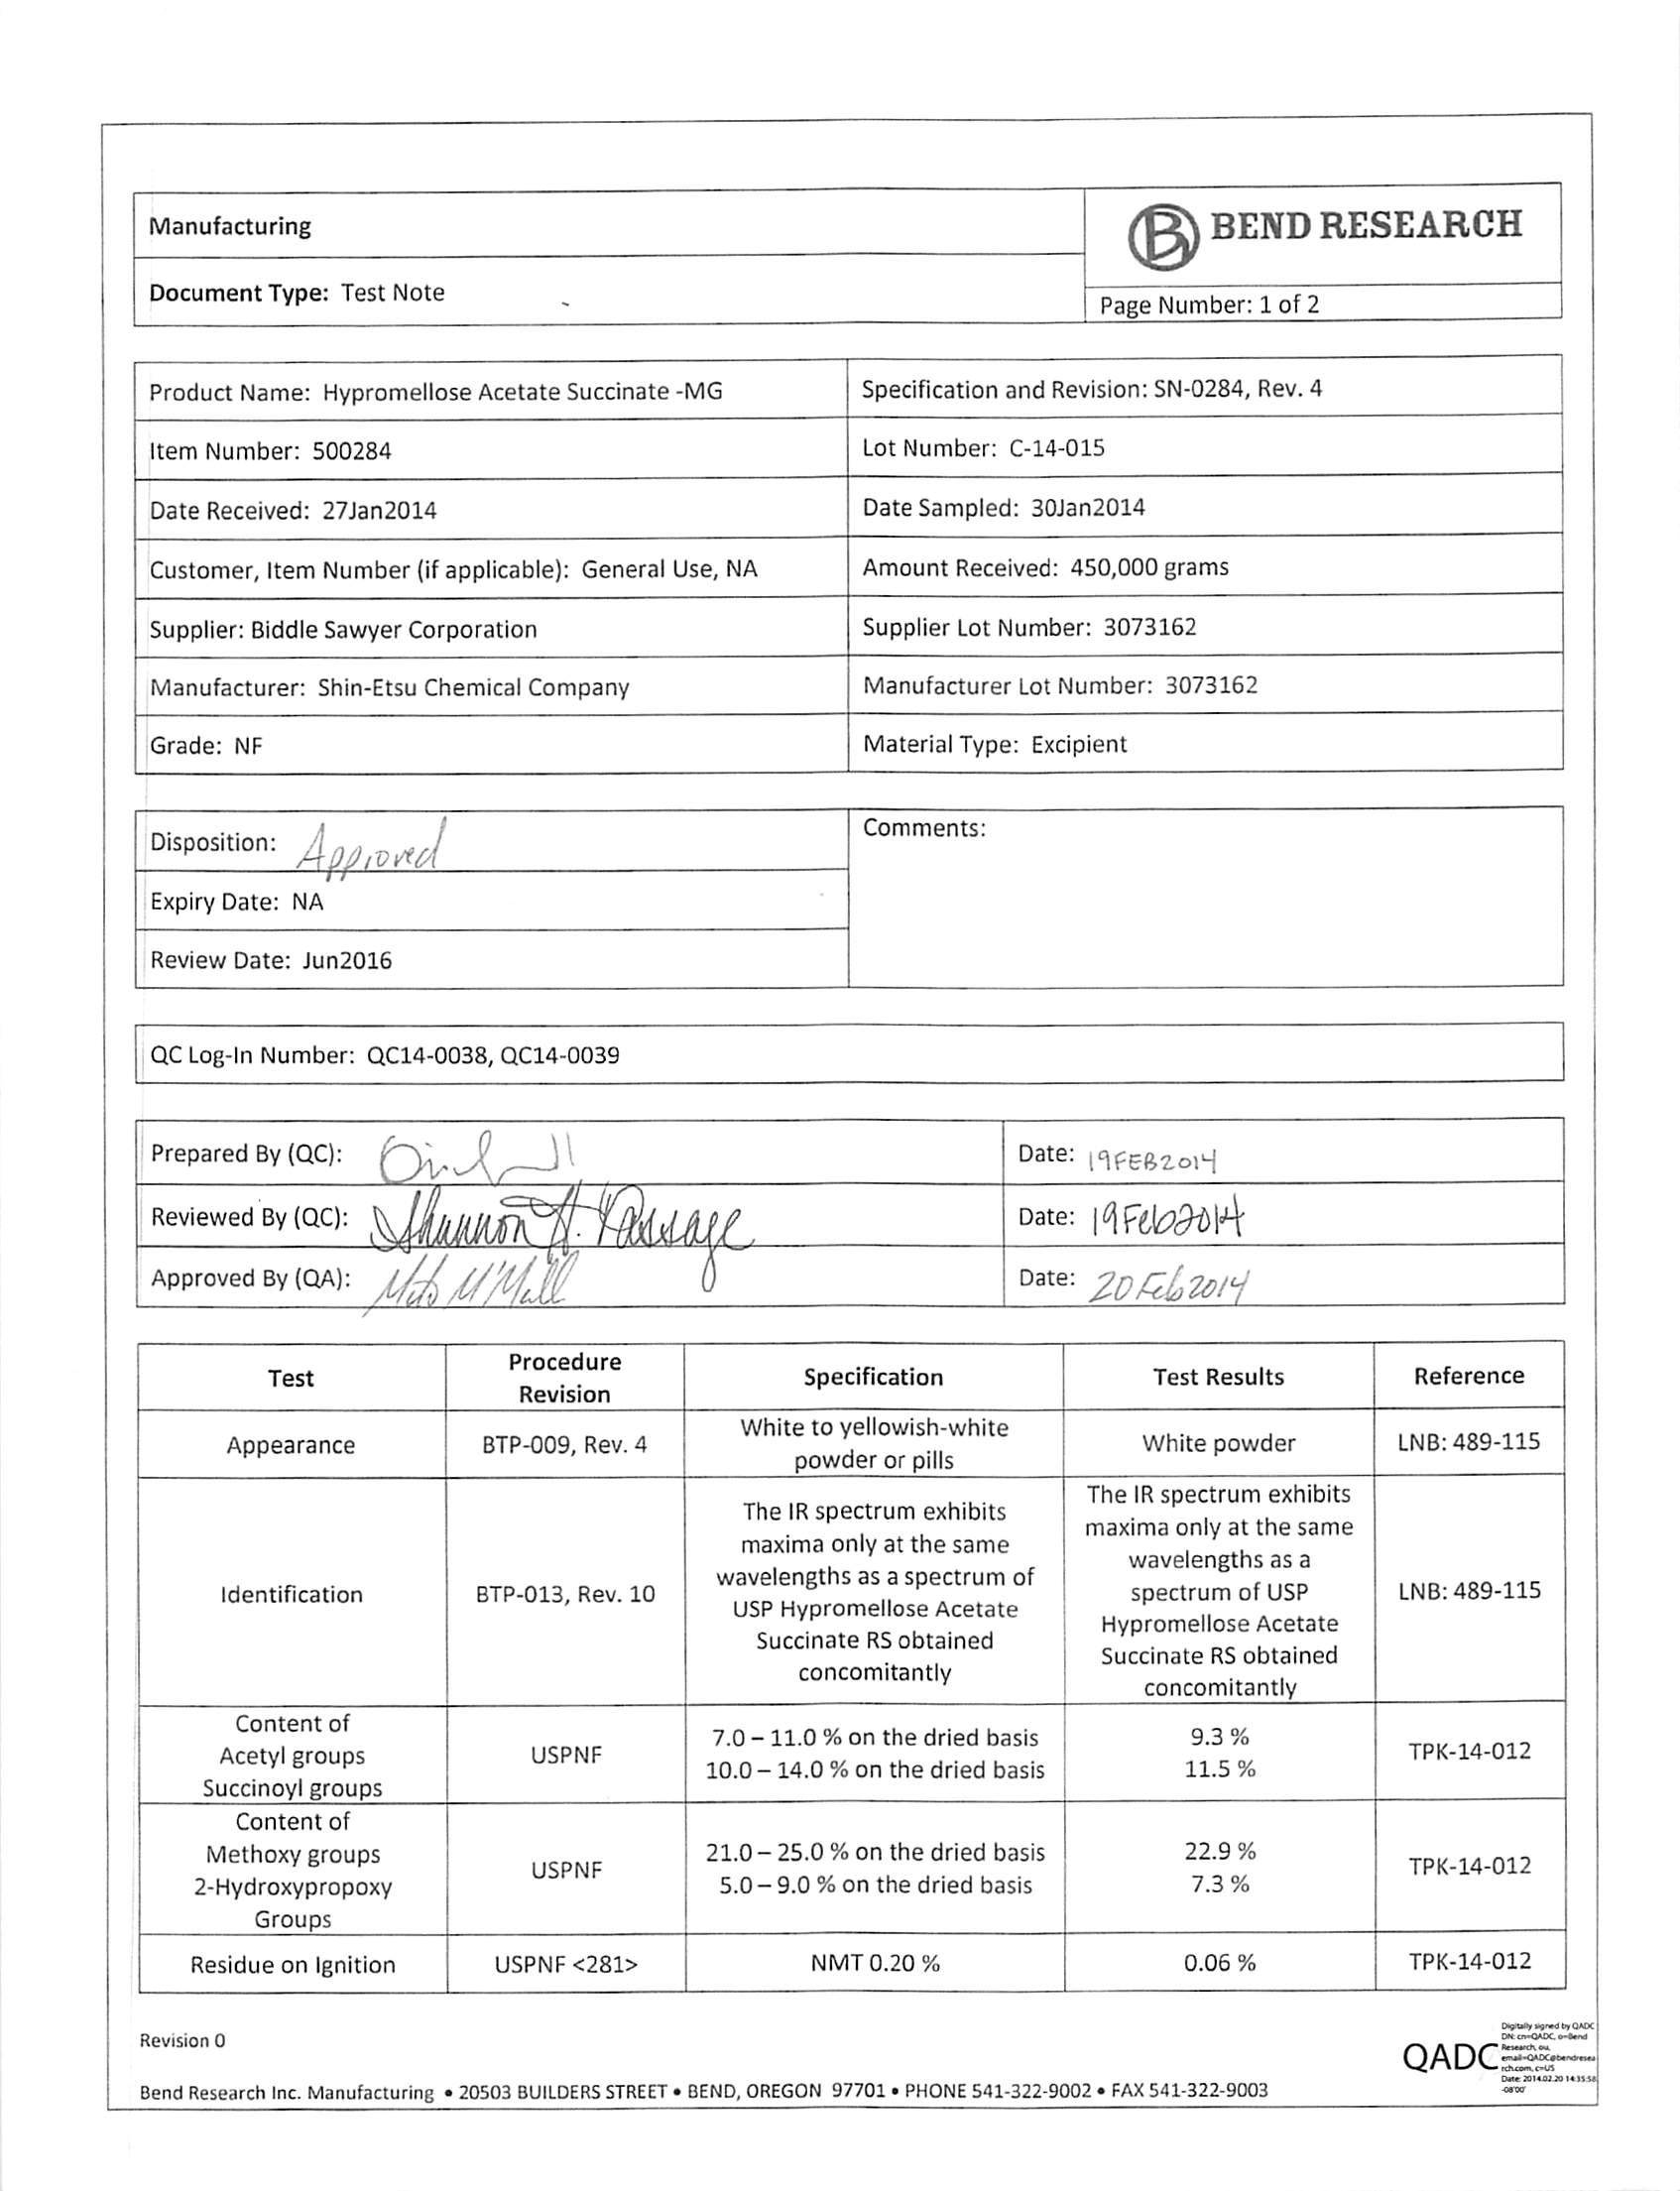 Manufacturing
BEND RESEARCH
Document Type: Test Note
Page Number: 1 of 2
Product Name: Hypromellose Acetate Succinate -MG
Specification and Revision: SN-0284, Rev. 4
Item Number: 500284
Lot Number: C-14-015
Date Received: 27Jan2014
Date Sampled: 30Jan2014
Customer, Item Number (if applicable): General Use, NA
Amount Received: 450,000 grams
Supplier: Biddle Sawyer Corporation
Supplier Lot Number: 3073162
Manufacturer: Shin-Etsu Chemical Company
Manufacturer Lot Number: 3073162
Grade: NF
Material Type: Excipient
Disposition: Approved
Comments:
Expiry Date: NA
Review Date: Jun2016
QC Log-In Number: QC14-0038, QC14-0039
Prepared By (QC):
Date: 19FEB2014
Reviewed By (QC): Shannon A. Passage
Date: 19Feb2014
Approved By (QA):
Date: 20Feb2014
Test
Procedure
Revision
Specification
Test Results
Reference
Appearance
BTP-009, Rev. 4
White to yellowish-white
powder or pills
White powder
LNB: 489-115
Identification
BTP-013, Rev. 10
The IR spectrum exhibits
maxima only at the same
wavelengths as a spectrum of
USP Hypromellose Acetate
Succinate RS obtained
concomitantly
The IR spectrum exhibits
maxima only at the same
wavelengths as a
spectrum of USP
Hypromellose Acetate
Succinate RS obtained
concomitantly
LNB: 489-115
Content of
Acetyl groups
Succinoyl groups
USPNF
7.0 – 11.0 % on the dried basis
10.0 – 14.0 % on the dried basis
9.3 %
11.5 %
TPK-14-012
Content of
Methoxy groups
2-Hydroxypropoxy
Groups
USPNF
21.0 – 25.0 % on the dried basis
5.0 – 9.0 % on the dried basis
22.9 %
7.3 %
TPK-14-012
Residue on Ignition
USPNF <281>
NMT 0.20 %
0.06 %
TPK-14-012
Revision 0
QADC
Digitally signed by QADC
DN: cn=QADC, o=Bend
Research, ou,
email=QADC@bendresea
rch.com, c=US
Date: 2014.02.20 14:35:58
-08'00'
Bend Research Inc. Manufacturing • 20503 BUILDERS STREET • BEND, OREGON 97701 • PHONE 541-322-9002 • FAX 541-322-9003